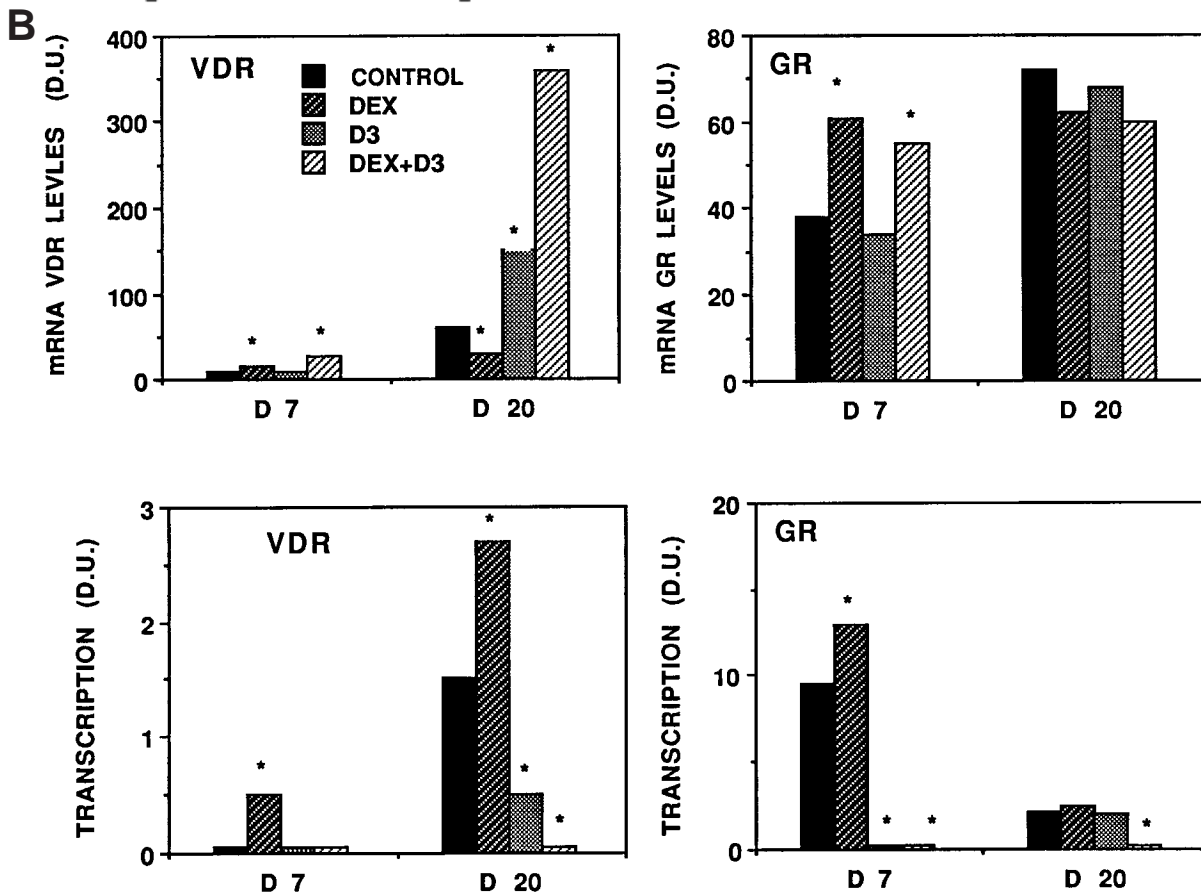 B
mRNA VDR LEVLES (D.U.)
400
300
200
100
0
VDR
CONTROL
DEX
D3
DEX+D3
*
*
*
*
*
D 7
D 20
mRNA GR LEVELS (D.U.)
80
60
40
20
0
GR
*
*
D 7
D 20
TRANSCRIPTION (D.U.)
3
2
1
0
VDR
*
*
*
*
D 7
D 20
TRANSCRIPTION (D.U.)
20
10
0
GR
*
*
*
*
D 7
D 20